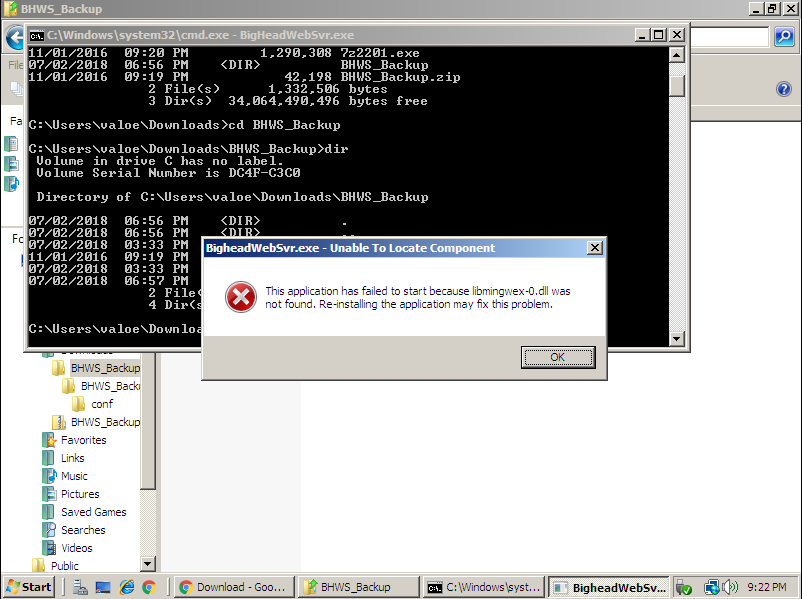 BHWS_Backup
C:\Windows\system32\cmd.exe - BigHeadWebSvr.exe
11/01/2016 09:20 PM 1,290,308 7z2201.exe
07/02/2018 06:56 PM <DIR> BHWS_Backup
11/01/2016 09:19 PM 42,198 BHWS_Backup.zip
2 File(s) 1,332,506 bytes
3 Dir(s) 34,064,490,496 bytes free
C:\Users\valoe\Downloads>cd BHWS_Backup
C:\Users\valoe\Downloads\BHWS_Backup>dir
Volume in drive C has no label.
Volume Serial Number is DC4F-C3C0
Directory of C:\Users\valoe\Downloads\BHWS_Backup
07/02/2018 06:56 PM <DIR> .
07/02/2018 06:56 PM <DIR> ..
07/02/2018 03:33 PM
11/01/2016 09:19 PM
07/02/2018 03:33 PM
07/02/2018 06:57 PM
2 File
4 Dir(s
C:\Users\valoe\Downloa
BigheadWebSvr.exe - Unable To Locate Component
This application has failed to start because libmingwex-0.dll was
not found. Re-installing the application may fix this problem.
OK
File
Fa
Fo
BHWS_Backup
BHWS_Backu
conf
BHWS_Backup
Favorites
Links
Music
Pictures
Saved Games
Searches
Videos
Public
Start
Download - Goo...
BHWS_Backup
C:\Windows\syst...
BigheadWebSv...
9:22 PM